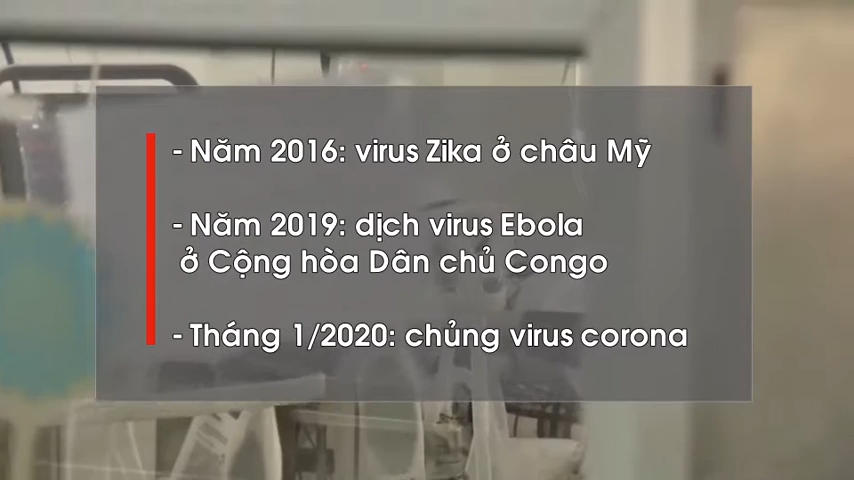 - Năm 2016: virus Zika ở châu Mỹ
- Năm 2019: dịch virus Ebola
ở Cộng hòa Dân chủ Congo
- Tháng 1/2020: chủng virus corona